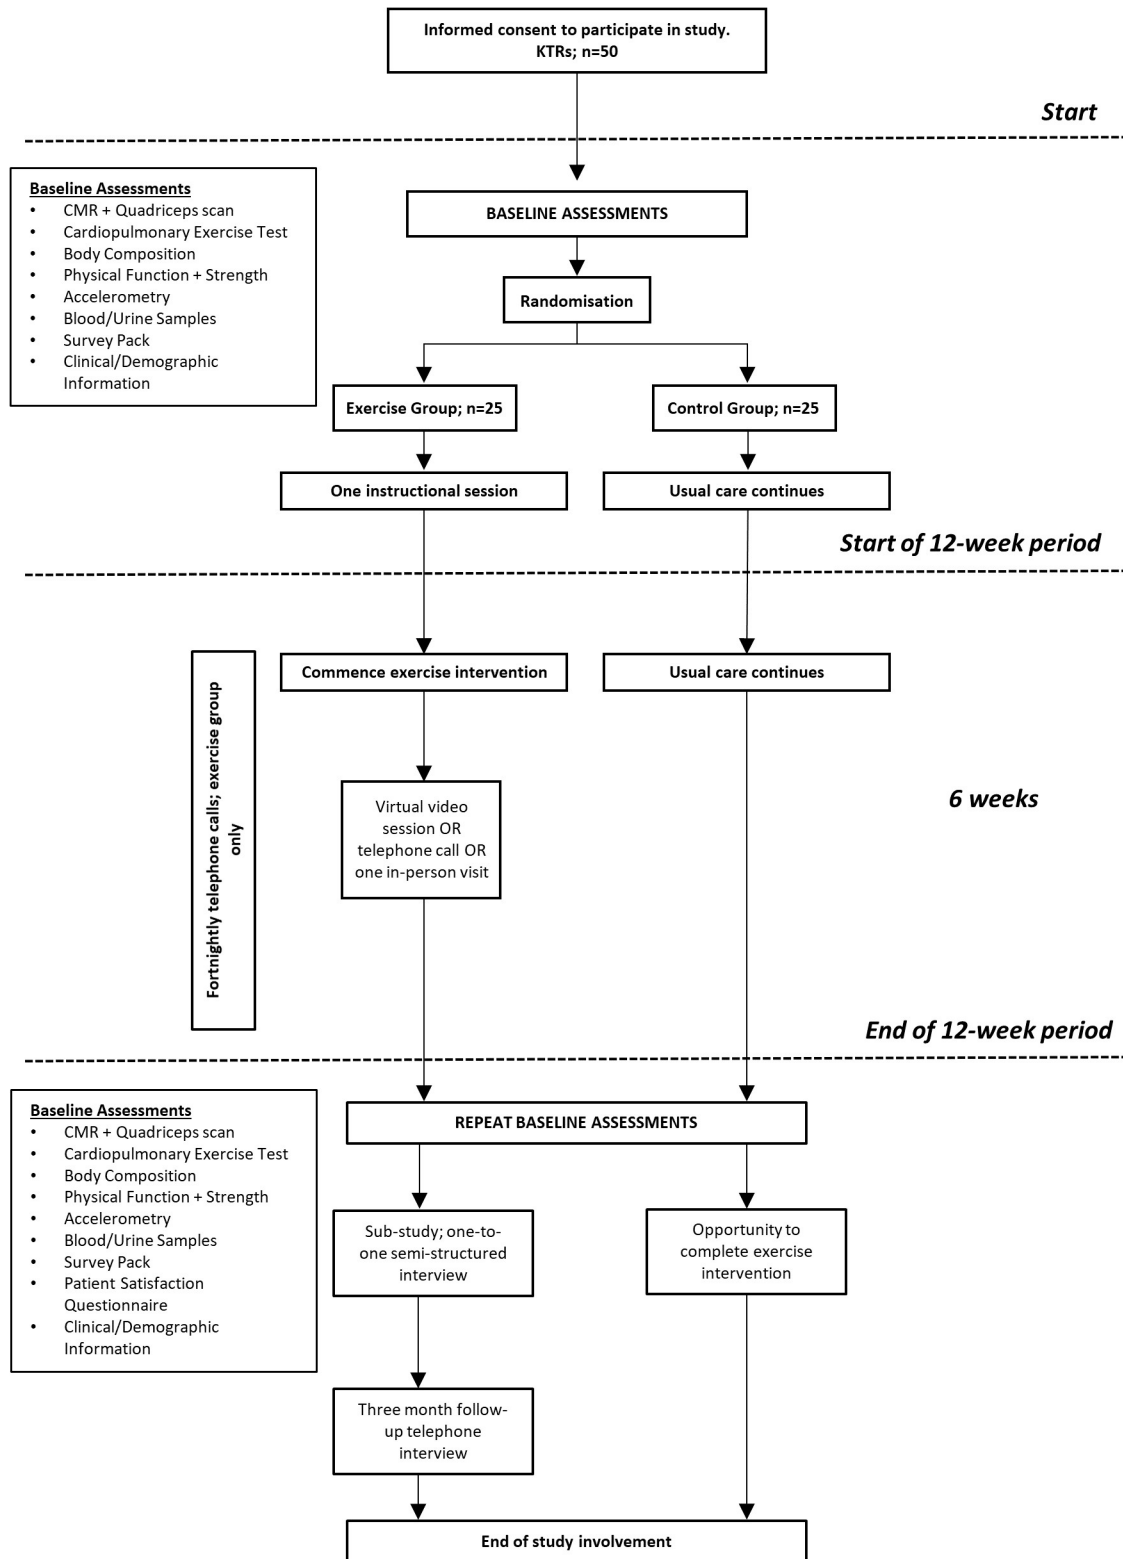 Informed consent to participate in study.
KTRs; n=50
Start
Baseline Assessments
• CMR + Quadriceps scan
• Cardiopulmonary Exercise Test
• Body Composition
• Physical Function + Strength
• Accelerometry
• Blood/Urine Samples
• Survey Pack
• Clinical/Demographic
Information
BASELINE ASSESSMENTS
Randomisation
Exercise Group; n=25
Control Group; n=25
One instructional session
Usual care continues
Start of 12-week period
Commence exercise intervention
Usual care continues
Fortnightly telephone calls; exercise group
only
Virtual video
session OR
telephone call OR
one in-person visit
6 weeks
End of 12-week period
Baseline Assessments
• CMR + Quadriceps scan
• Cardiopulmonary Exercise Test
• Body Composition
• Physical Function + Strength
• Accelerometry
• Blood/Urine Samples
• Survey Pack
• Patient Satisfaction
Questionnaire
• Clinical/Demographic
Information
REPEAT BASELINE ASSESSMENTS
Sub-study; one-to-
one semi-structured
interview
Opportunity to
complete exercise
intervention
Three month follow-
up telephone
interview
End of study involvement